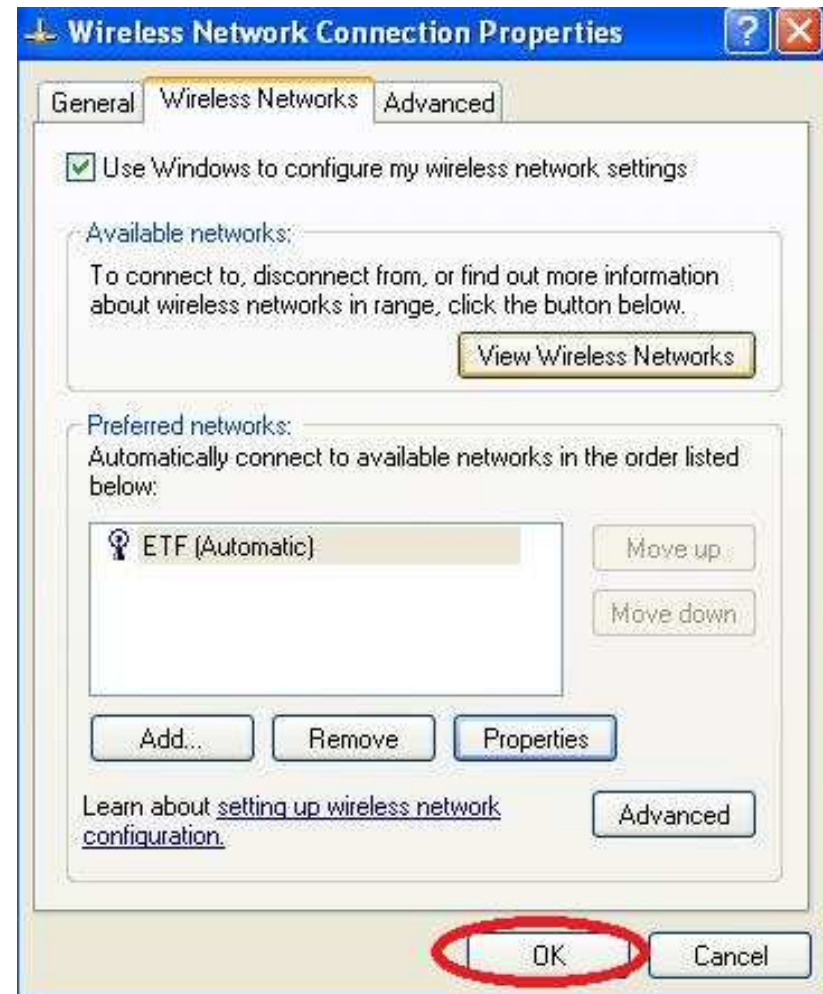 Wireless Network Connection Properties
General Wireless Networks Advanced
Use Windows to configure my wireless network settings
Available networks:
To connect to, disconnect from, or find out more information
about wireless networks in range, click the button below.
View Wireless Networks
Preferred networks:
Automatically connect to available networks in the order listed
below:
ETF (Automatic)
Move up
Move down
Add... Remove Properties
Learn about setting up wireless network
configuration.
Advanced
OK Cancel